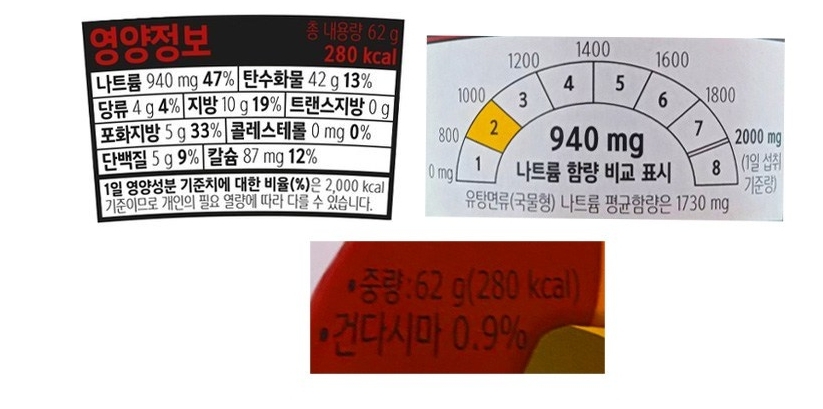 영양정보
총 내용량 62 g
280 kcal
나트륨 940 mg 47% 탄수화물 42 g 13%
당류 4 g 4% 지방 10 g 19% 트랜스지방 0 g
포화지방 5 g 33% 콜레스테롤 0 mg 0%
단백질 5 g 9% 칼슘 87 mg 12%
1일 영양성분 기준치에 대한 비율(%)은 2,000 kcal
기준이므로 개인의 필요 열량에 따라 다를 수 있습니다.
0 mg 800 1000 1200 1400 1600 1800 2000 mg
(1일 섭취
기준량)
1 2 3 4 5 6 7 8
940 mg
나트륨 함량 비교 표시
유탕면류(국물형) 나트륨 평균함량은 1730 mg
•중량:62 g(280 kcal)
•건다시마 0.9%